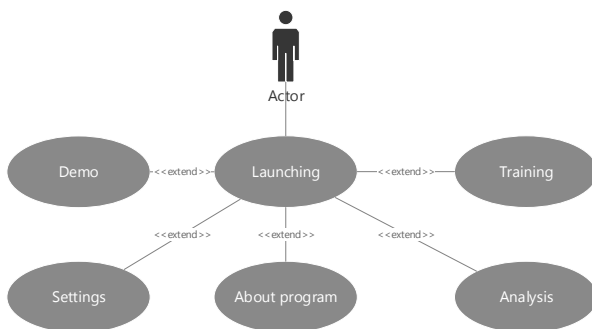 Actor
Demo
<<extend>>
Launching
<<extend>>
Training
<<extend>>
<<extend>>
<<extend>>
Settings
About program
Analysis